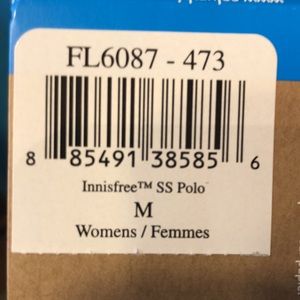 FL6087 - 473
8 85491 38585 6
Innisfree™ SS Polo
M
Womens / Femmes